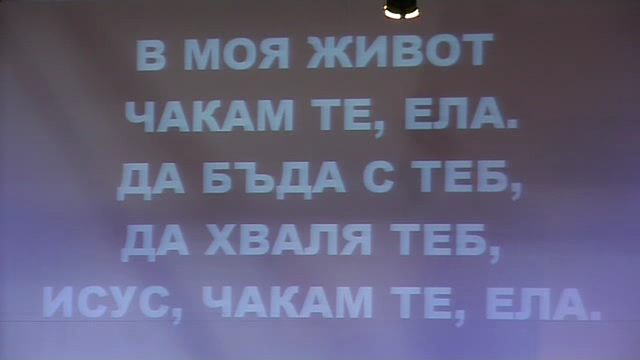 В МОЯ ЖИВОТ
ЧАКАМ ТЕ, ЕЛА.
ДА БЪДА С ТЕБ,
ДА ХВАЛЯ ТЕБ,
ИСУС, ЧАКАМ ТЕ, ЕЛА.